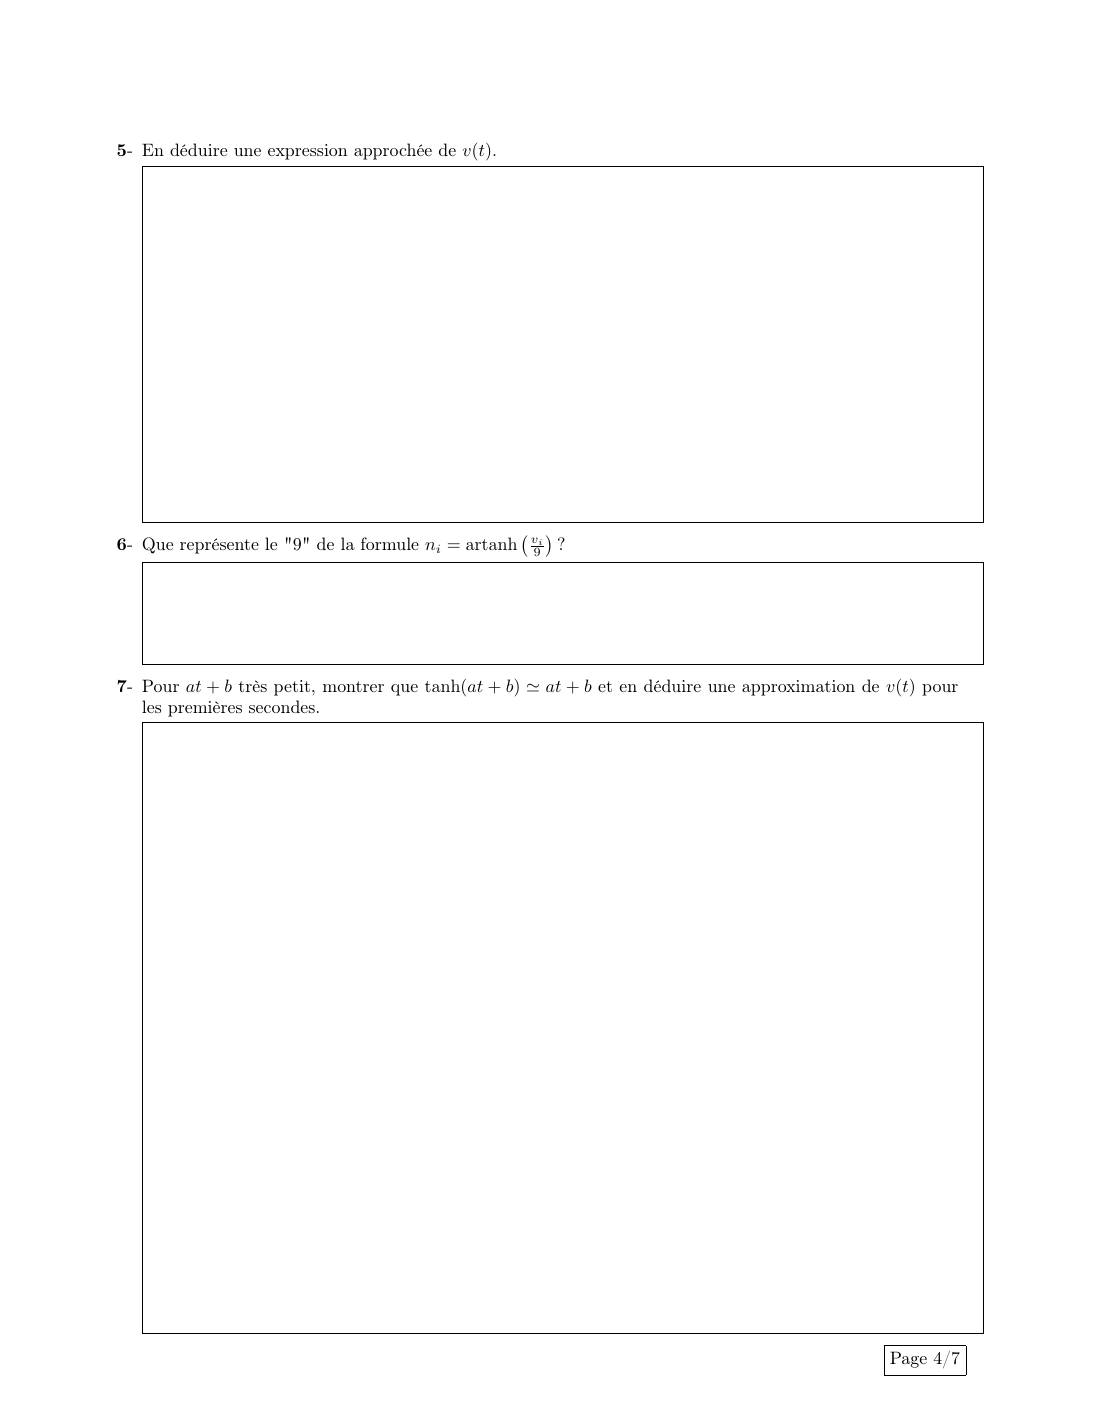 5- En déduire une expression approchée de v(t).
6- Que représente le "9" de la formule n_i = artanh (v_i/9) ?
7- Pour at + b très petit, montrer que tanh(at + b) ≃ at + b et en déduire une approximation de v(t) pour
les premières secondes.
Page 4/7